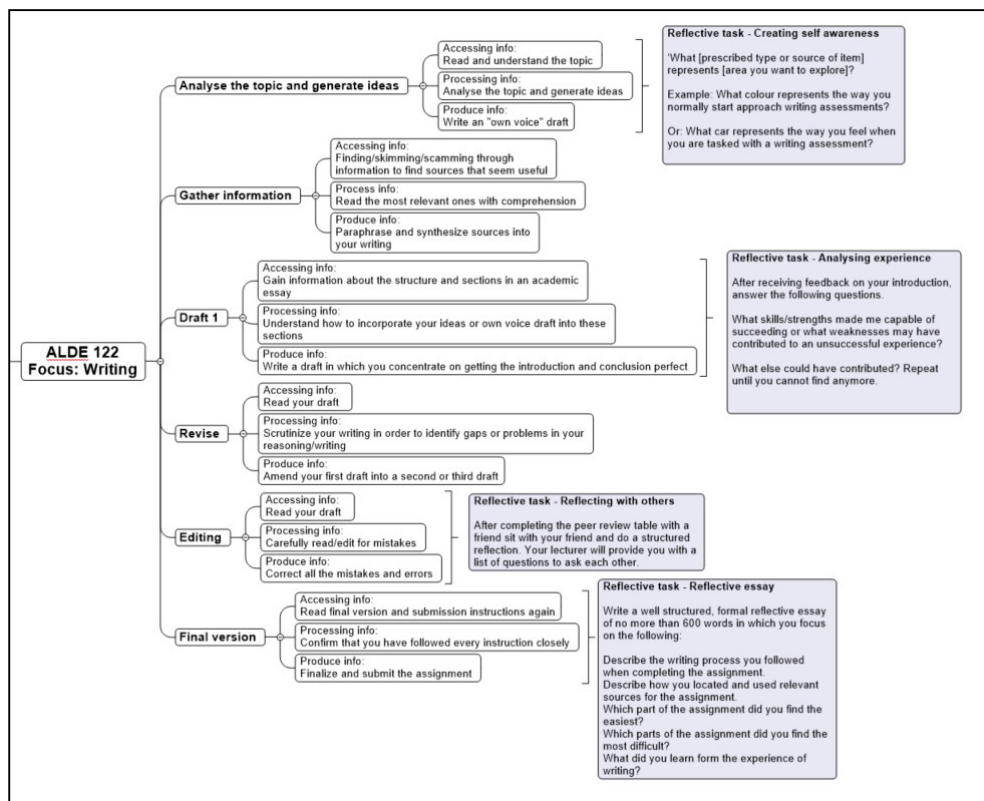 ALDE 122
Focus: Writing
Analyse the topic and generate ideas
Accessing info:
Read and understand the topic
Processing info:
Analyse the topic and generate ideas
Produce info:
Write an "own voice" draft
Reflective task - Creating self awareness
'What [prescribed type or source of item]
represents [area you want to explore]?
Example: What colour represents the way you
normally start approach writing assessments?
Or: What car represents the way you feel when
you are tasked with a writing assessment?
Gather information
Accessing info:
Finding/skimming/scamming through
information to find sources that seem useful
Process info:
Read the most relevant ones with comprehension
Produce info:
Paraphrase and synthesize sources into
your writing
Draft 1
Accessing info:
Gain information about the structure and sections in an academic
essay
Processing info:
Understand how to incorporate your ideas or own voice draft into these
sections
Produce info:
Write a draft in which you concentrate on getting the introduction and conclusion perfect
Reflective task - Analysing experience
After receiving feedback on your introduction,
answer the following questions.
What skills/strengths made me capable of
succeeding or what weaknesses may have
contributed to an unsuccessful experience?
What else could have contributed? Repeat
until you cannot find anymore.
Revise
Accessing info:
Read your draft
Processing info:
Scrutinize your writing in order to identify gaps or problems in your
reasoning/writing
Produce info:
Amend your first draft into a second or third draft
Editing
Accessing info:
Read your draft
Processing info:
Carefully read/edit for mistakes
Produce info:
Correct all the mistakes and errors
Reflective task - Reflecting with others
After completing the peer review table with a
friend sit with your friend and do a structured
reflection. Your lecturer will provide you with a
list of questions to ask each other.
Final version
Accessing info:
Read final version and submission instructions again
Processing info:
Confirm that you have followed every instruction closely
Produce info:
Finalize and submit the assignment
Reflective task - Reflective essay
Write a well structured, formal reflective essay
of no more than 600 words in which you focus
on the following:
Describe the writing process you followed
when completing the assignment.
Describe how you located and used relevant
sources for the assignment.
Which part of the assignment did you find the
easiest?
Which parts of the assignment did you find the
most difficult?
What did you learn form the experience of
writing?